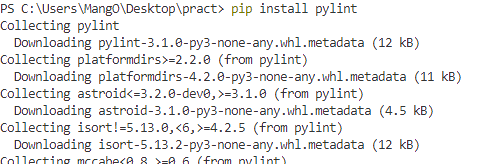 PS C:\Users\MangO\Desktop\pract> pip install pylint
Collecting pylint
  Downloading pylint-3.1.0-py3-none-any.whl.metadata (12 kB)
Collecting platformdirs>=2.2.0 (from pylint)
  Downloading platformdirs-4.2.0-py3-none-any.whl.metadata (11 kB)
Collecting astroid<=3.2.0-dev0,>=3.1.0 (from pylint)
  Downloading astroid-3.1.0-py3-none-any.whl.metadata (4.5 kB)
Collecting isort!=5.13.0,<6,>=4.2.5 (from pylint)
  Downloading isort-5.13.2-py3-none-any.whl.metadata (12 kB)
Collecting mccabe<0.8,>=0.6 (from pylint)